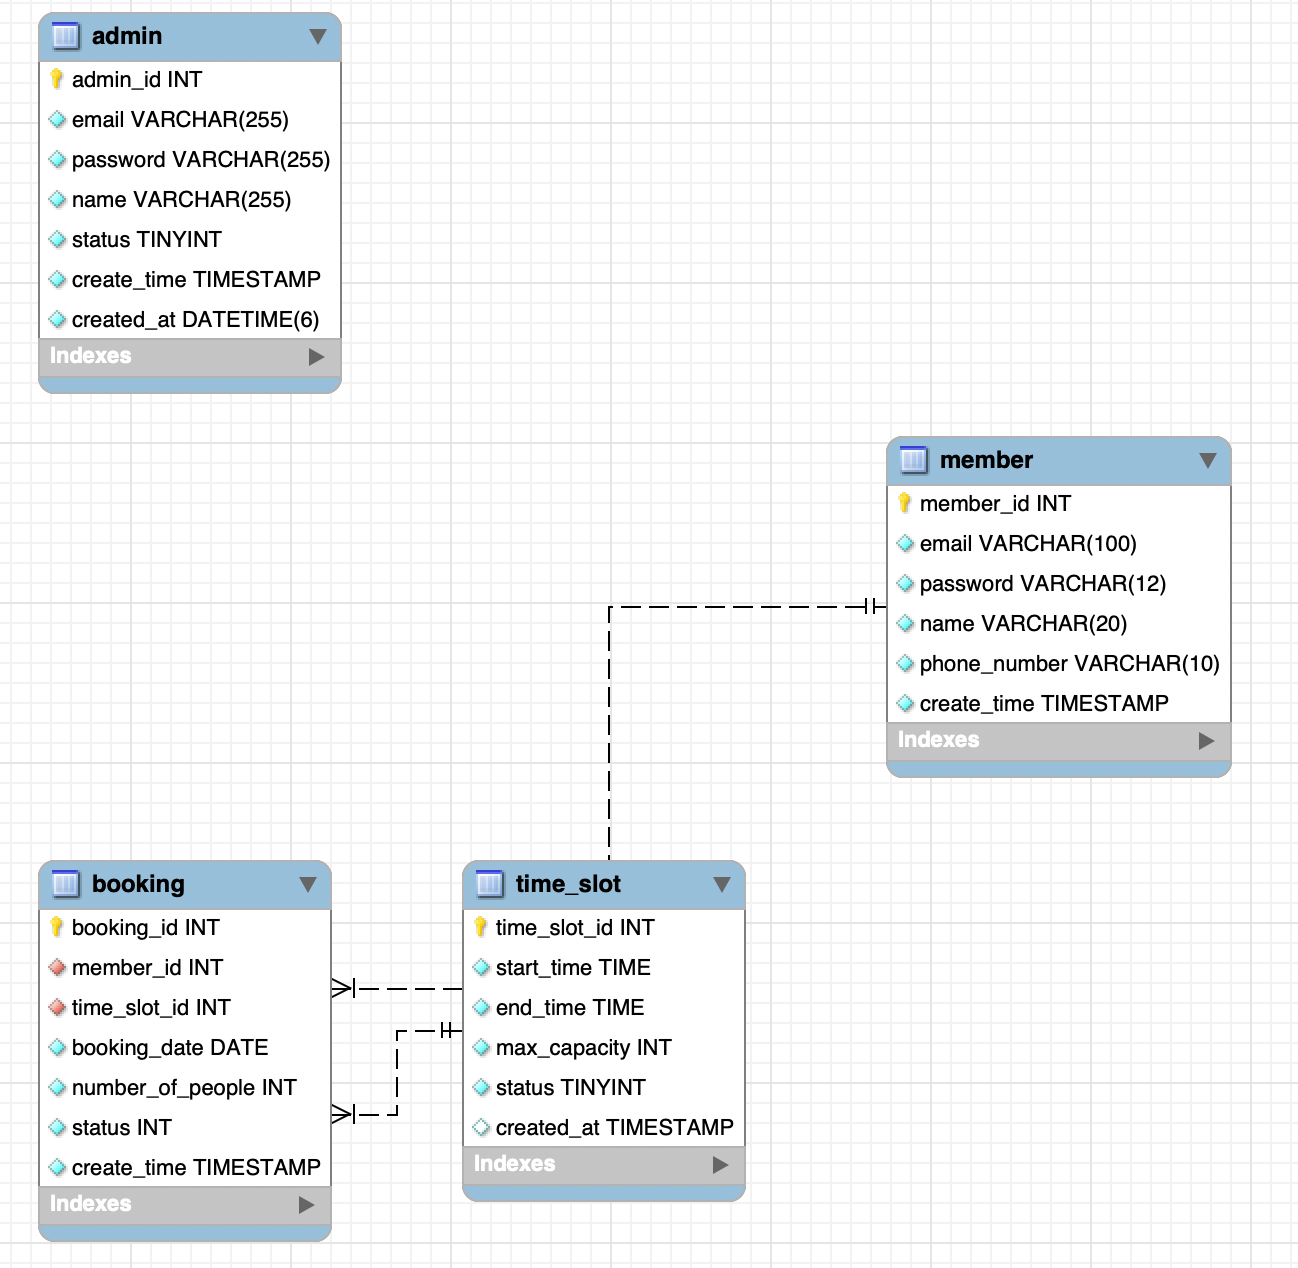 admin
admin_id INT
email VARCHAR(255)
password VARCHAR(255)
name VARCHAR(255)
status TINYINT
create_time TIMESTAMP
created_at DATETIME(6)
Indexes
member
member_id INT
email VARCHAR(100)
password VARCHAR(12)
name VARCHAR(20)
phone_number VARCHAR(10)
create_time TIMESTAMP
Indexes
booking
booking_id INT
member_id INT
time_slot_id INT
booking_date DATE
number_of_people INT
status INT
create_time TIMESTAMP
Indexes
time_slot
time_slot_id INT
start_time TIME
end_time TIME
max_capacity INT
status TINYINT
created_at TIMESTAMP
Indexes